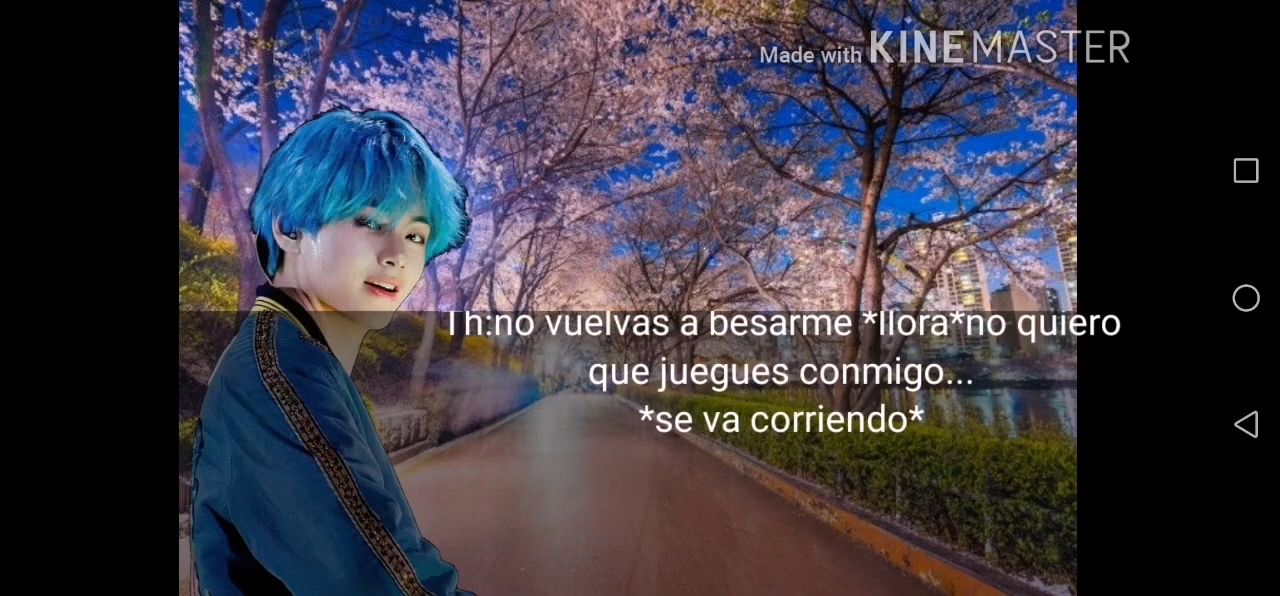 Made with KINEMASTER
Th:no vuelvas a besarme *llora*no quiero
que juegues conmigo...
*se va corriendo*